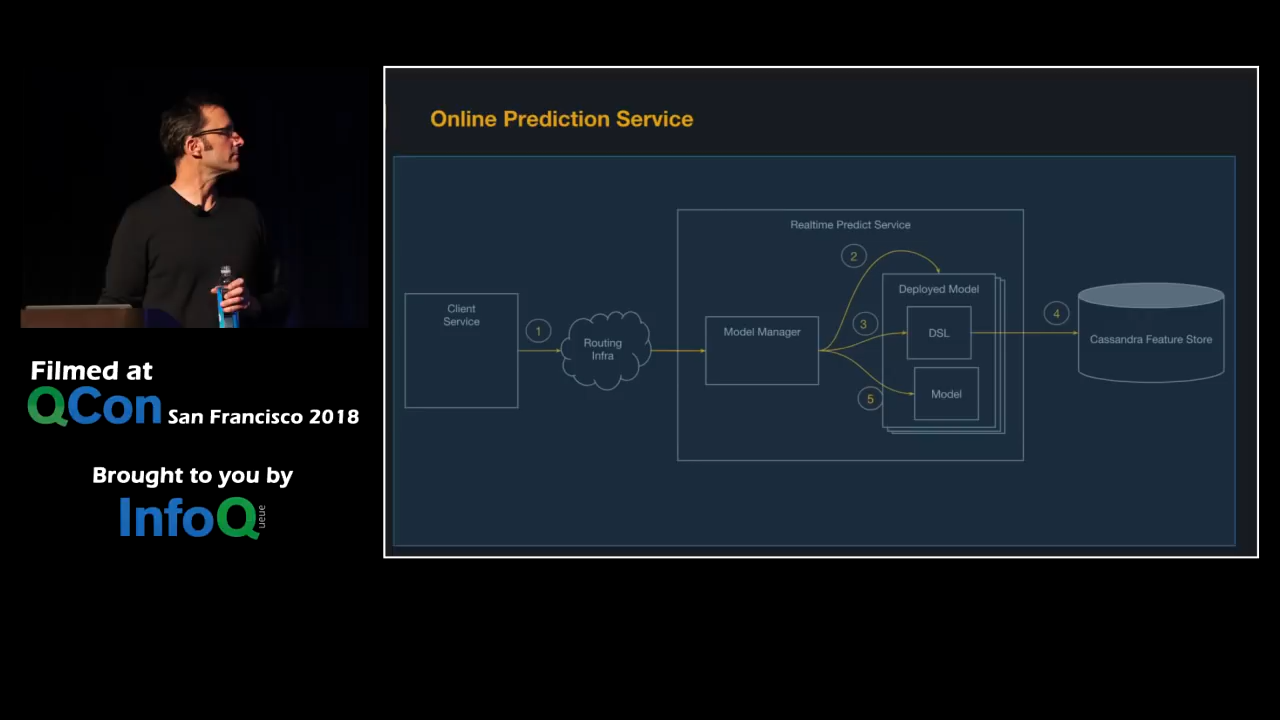 Online Prediction Service
Realtime Predict Service
2
Deployed Model
Client
Service
1
Routing
Infra
Model Manager
3
DSL
4
Cassandra Feature Store
5
Model
Filmed at
QCon San Francisco 2018
Brought to you by
InfoQ
ueue